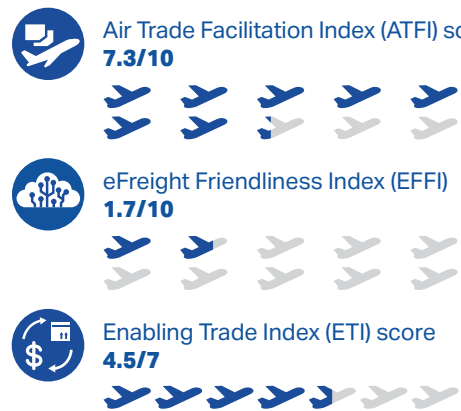 Air Trade Facilitation Index (ATFI) sc
7.3/10
eFreight Friendliness Index (EFFI)
1.7/10
Enabling Trade Index (ETI) score
4.5/7